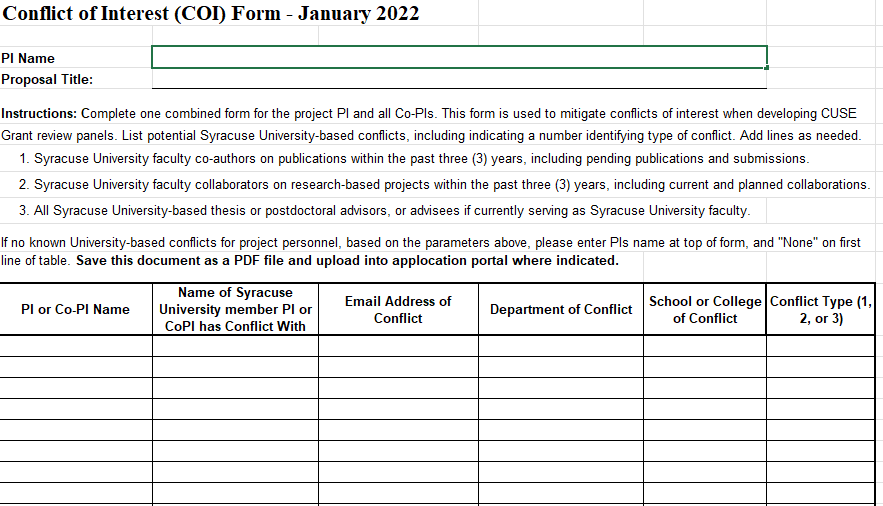 Conflict of Interest (COI) Form - January 2022
PI Name
Proposal Title:
Instructions: Complete one combined form for the project PI and all Co-PIs. This form is used to mitigate conflicts of interest when developing CUSE
Grant review panels. List potential Syracuse University-based conflicts, including indicating a number identifying type of conflict. Add lines as needed.
1. Syracuse University faculty co-authors on publications within the past three (3) years, including pending publications and submissions.
2. Syracuse University faculty collaborators on research-based projects within the past three (3) years, including current and planned collaborations.
3. All Syracuse University-based thesis or postdoctoral advisors, or advisees if currently serving as Syracuse University faculty.
If no known University-based conflicts for project personnel, based on the parameters above, please enter PIs name at top of form, and "None" on first
line of table. Save this document as a PDF file and upload into applocation portal where indicated.
PI or Co-PI Name
Name of Syracuse
University member PI or
CoPI has Conflict With
Email Address of
Conflict
Department of Conflict
School or College
of Conflict
Conflict Type (1,
2, or 3)